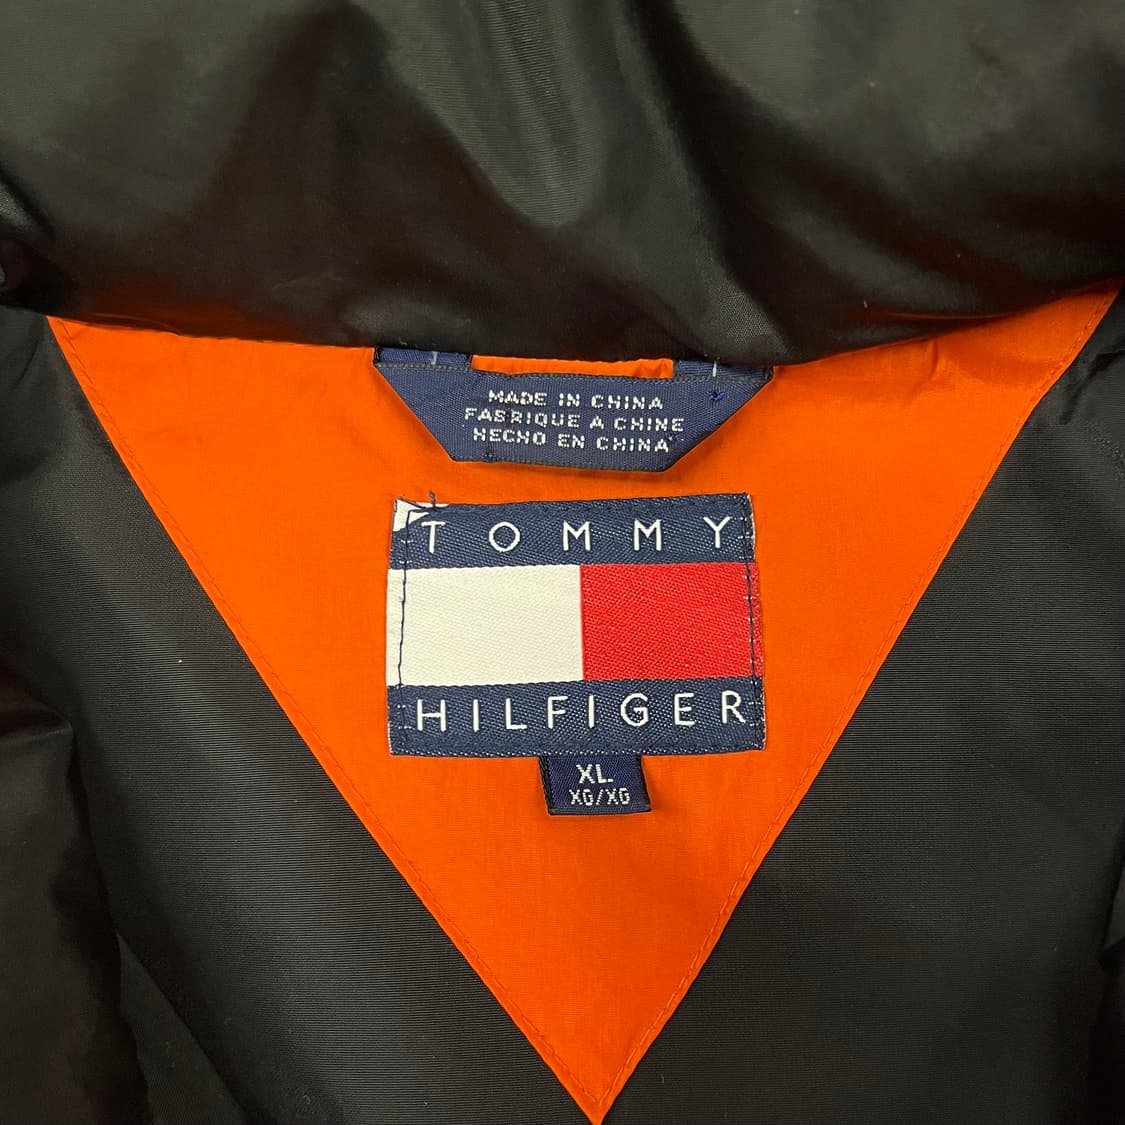 MADE IN CHINA
FABRIQUE A CHINE
HECHO EN CHINA
TOMMY
HILFIGER
XL
XG/XG